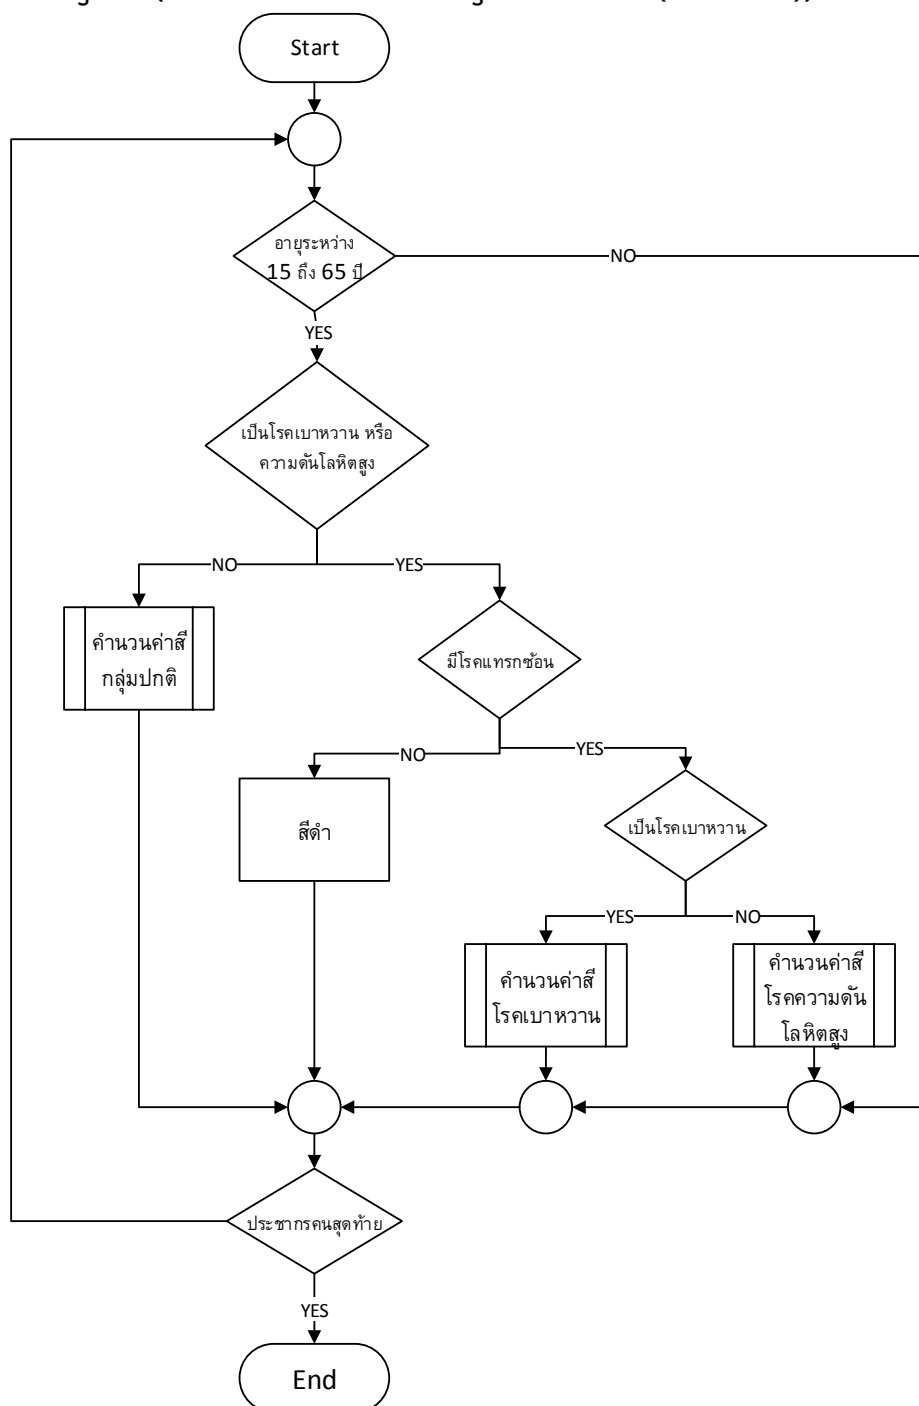 Start
อายุระหว่าง
15 ถึง 65 ปี
NO
YES
เป็นโรคเบาหวาน หรือ
ความดันโลหิตสูง
NO
YES
คำนวนค่าสี
กลุ่มปกติ
มีโรคแทรกซ้อน
NO
YES
สีดำ
เป็นโรคเบาหวาน
YES
NO
คำนวนค่าสี
โรคเบาหวาน
คำนวนค่าสี
โรคความดัน
โลหิตสูง
ประชากรคนสุดท้าย
YES
End